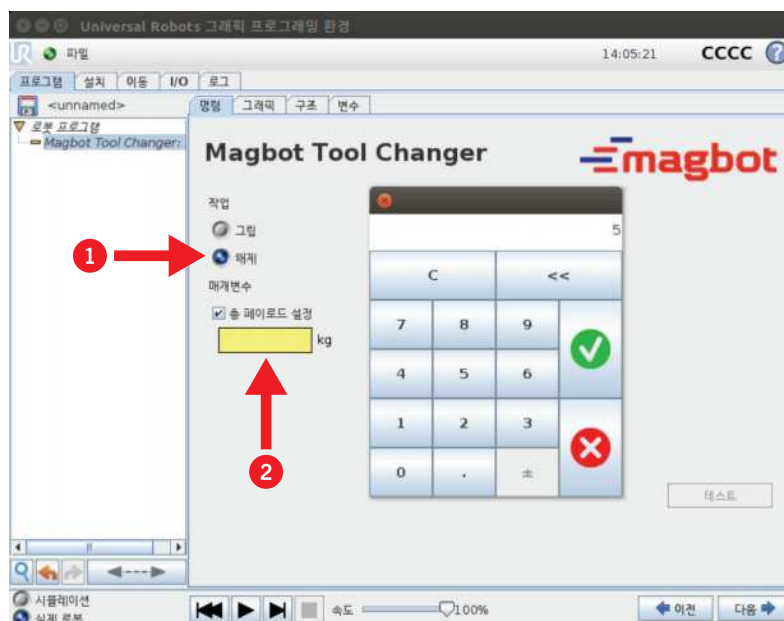 Universal Robots 그래픽 프로그래밍 환경
파일
14:05:21 CCCC ?
프로그램 설치 이동 I/O 로그
<unnamed>
명령 그래픽 구조 변수
로봇 프로그램
Magbot Tool Changer:
Magbot Tool Changer
magbot
작업
그립
해제
1
매개변수
총 페이로드 설정
kg
2
5
C <<
7 8 9
4 5 6
1 2 3
0 . ±
테스트
시뮬레이션
실제 로봇
속도 100%
이전 다음